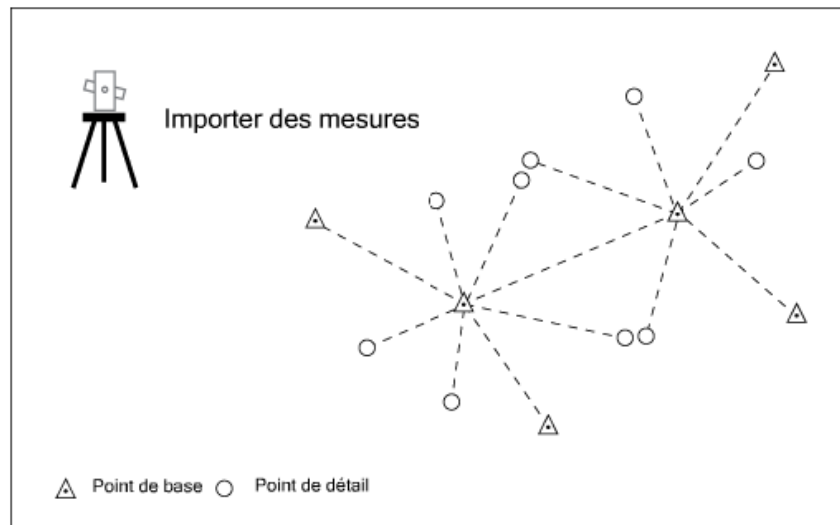 Importer des mesures
Point de base
Point de détail